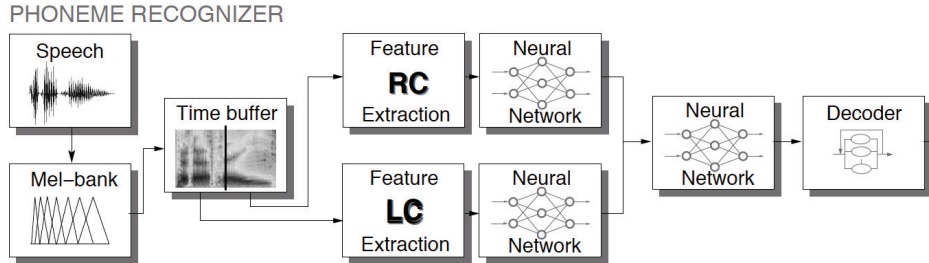 PHONEME RECOGNIZER
Speech
Mel–bank
Time buffer
Feature
RC
Extraction
Neural
Network
Feature
LC
Extraction
Neural
Network
Neural
Network
Decoder